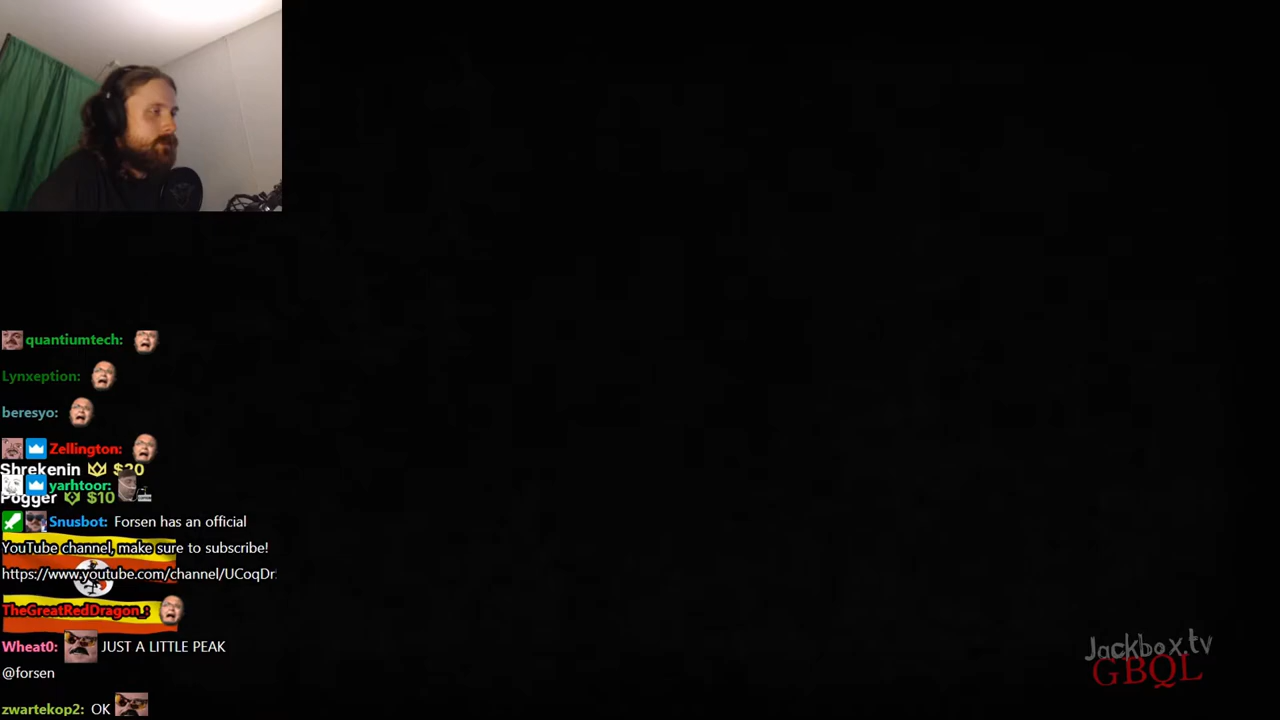 quantiumtech:
Lynxeption:
beresyo:
Zellington:
Shrekenin $20
yarhtoor:
Pogger $10
Snusbot: Forsen has an official
YouTube channel, make sure to subscribe!
https://www.youtube.com/channel/UCoqDr
TheGreatRedDragon_:
Wheat0: JUST A LITTLE PEAK
@forsen
zwartekop2: OK
Jackbox.tv
GBQL